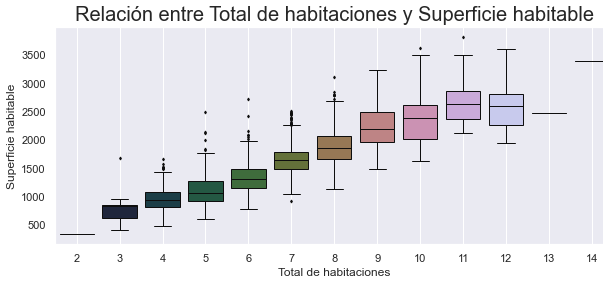 Relación entre Total de habitaciones y Superficie habitable
3500
3000
2500
2000
1500
1000
500
Superficie habitable
2 3 4 5 6 7 8 9 10 11 12 13 14
Total de habitaciones